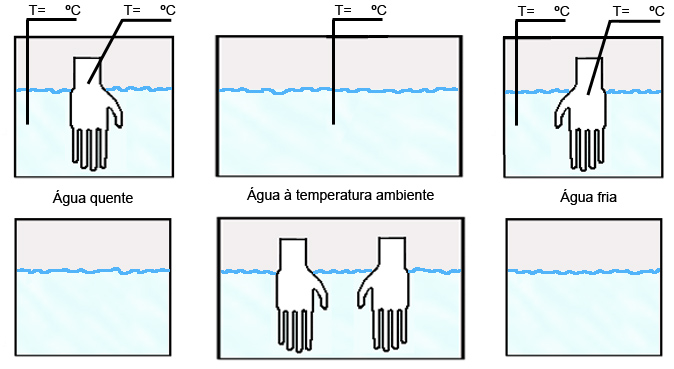 T= ºC T= ºC T= ºC T= ºC T= ºC
Água quente Água à temperatura ambiente Água fria